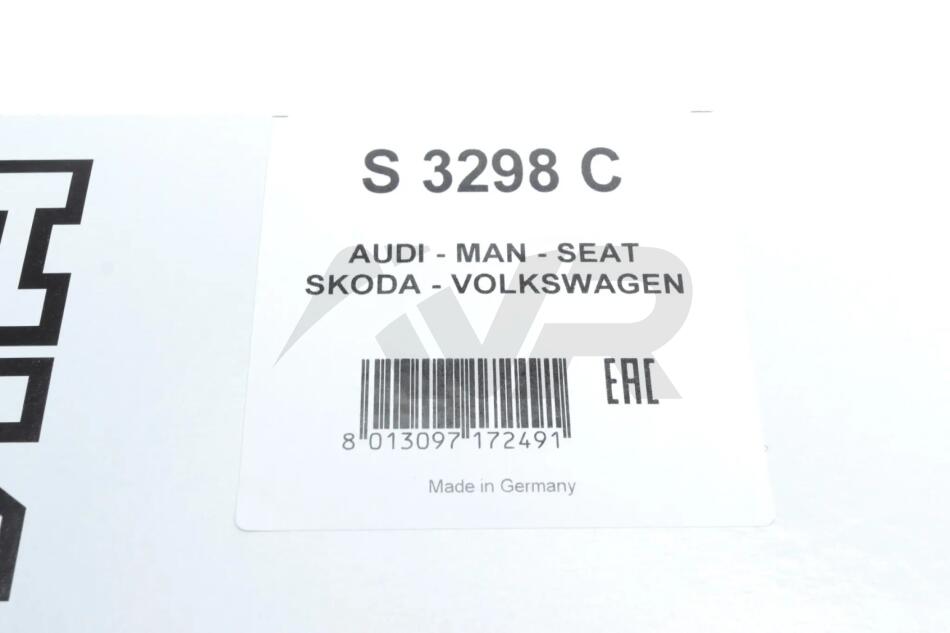 S 3298 C
AUDI - MAN - SEAT
SKODA - VOLKSWAGEN
EAC
8 013097 172491
Made in Germany